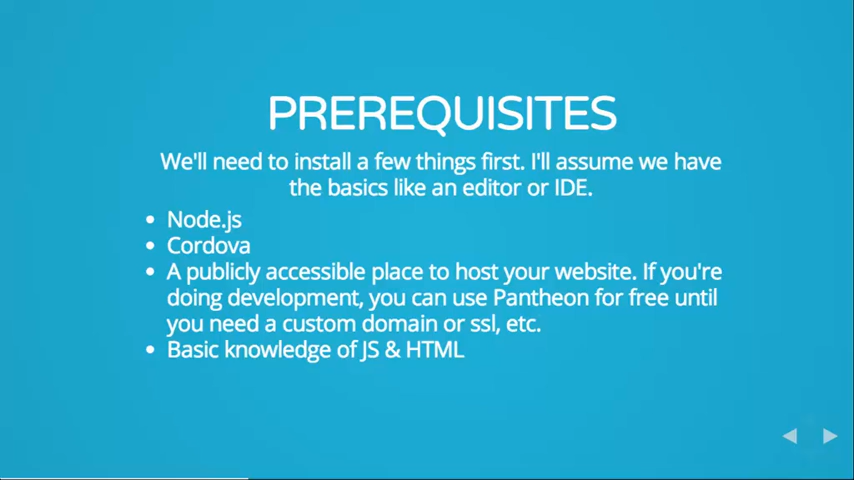 PREREQUISITES
We'll need to install a few things first. I'll assume we have
the basics like an editor or IDE.
• Node.js
• Cordova
• A publicly accessible place to host your website. If you're
doing development, you can use Pantheon for free until
you need a custom domain or ssl, etc.
• Basic knowledge of JS & HTML